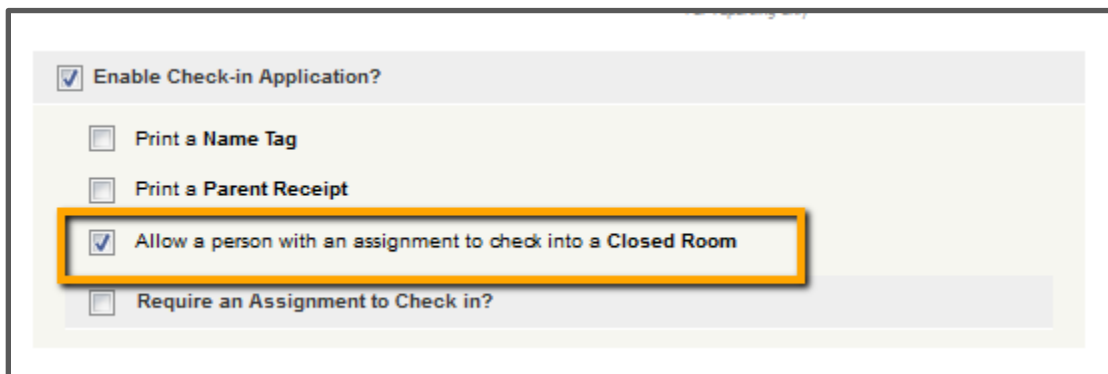 Enable Check-in Application?
Print a Name Tag
Print a Parent Receipt
Allow a person with an assignment to check into a Closed Room
Require an Assignment to Check in?